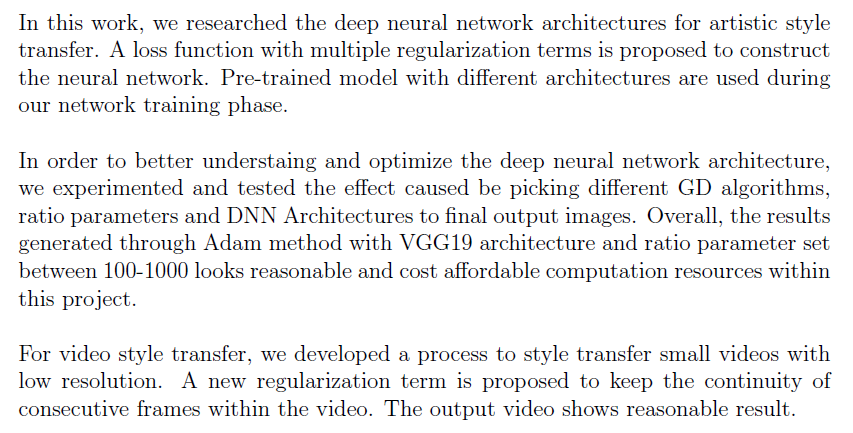 In this work, we researched the deep neural network architectures for artistic style
transfer. A loss function with multiple regularization terms is proposed to construct
the neural network. Pre-trained model with different architectures are used during
our network training phase.
In order to better understaing and optimize the deep neural network architecture,
we experimented and tested the effect caused be picking different GD algorithms,
ratio parameters and DNN Architectures to final output images. Overall, the results
generated through Adam method with VGG19 architecture and ratio parameter set
between 100-1000 looks reasonable and cost affordable computation resources within
this project.
For video style transfer, we developed a process to style transfer small videos with
low resolution. A new regularization term is proposed to keep the continuity of
consecutive frames within the video. The output video shows reasonable result.